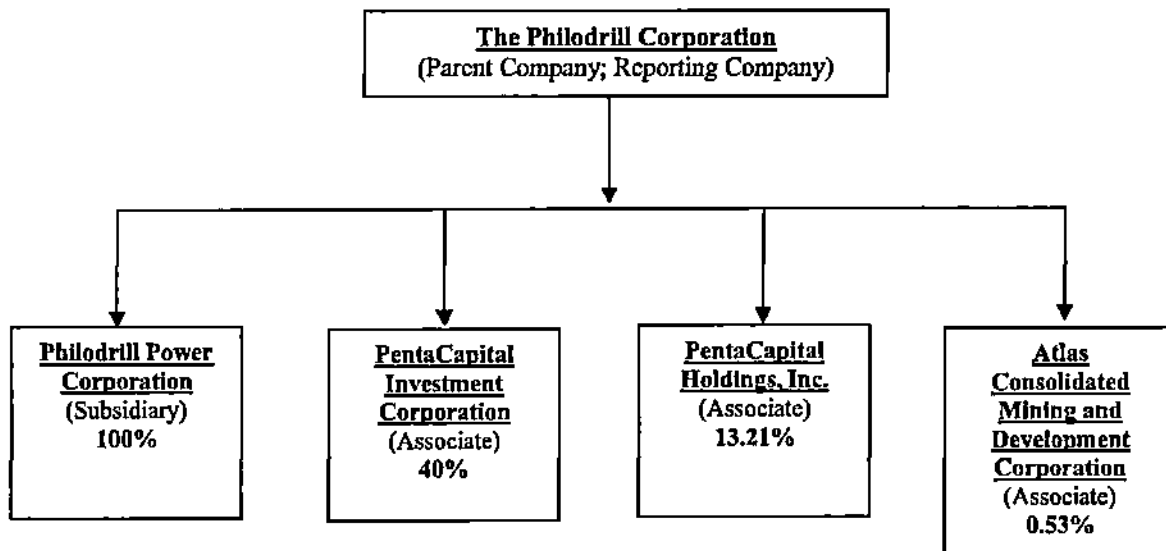 The Philodrill Corporation
(Parent Company; Reporting Company)
Philodrill Power
Corporation
(Subsidiary)
100%
PentaCapital
Investment
Corporation
(Associate)
40%
PentaCapital
Holdings, Inc.
(Associate)
13.21%
Atlas
Consolidated
Mining and
Development
Corporation
(Associate)
0.53%